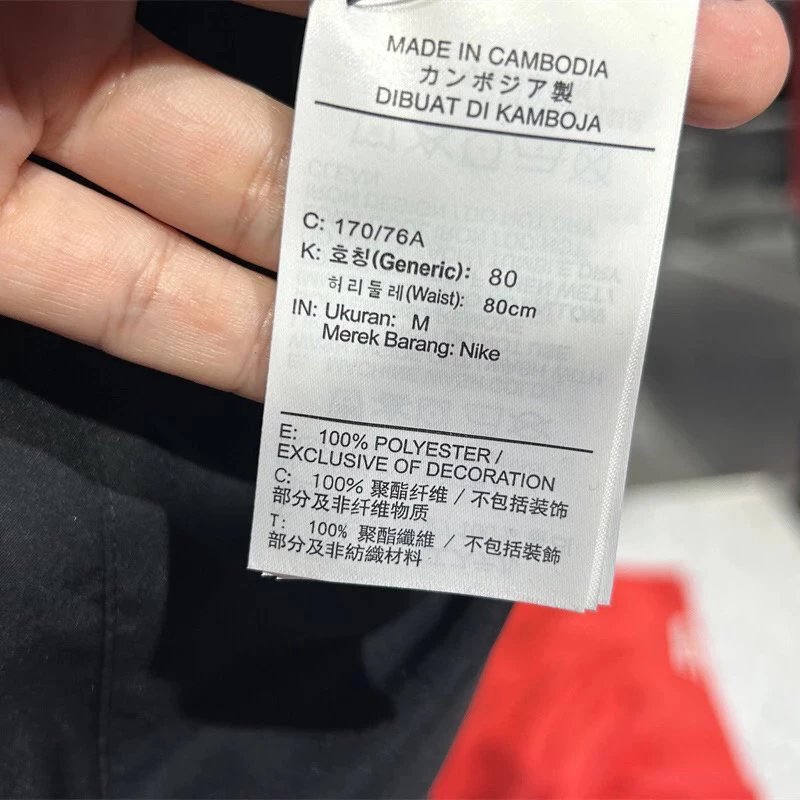 MADE IN CAMBODIA
カンボジア製
DIBUAT DI KAMBOJA
C: 170/76A
K: 호칭(Generic): 80
허리둘레(Waist): 80cm
IN: Ukuran: M
Merek Barang: Nike
E: 100% POLYESTER /
EXCLUSIVE OF DECORATION
C: 100% 聚酯纤维 / 不包括装饰
部分及非纤维物质
T: 100% 聚酯纖維 / 不包括裝飾
部分及非紡織材料